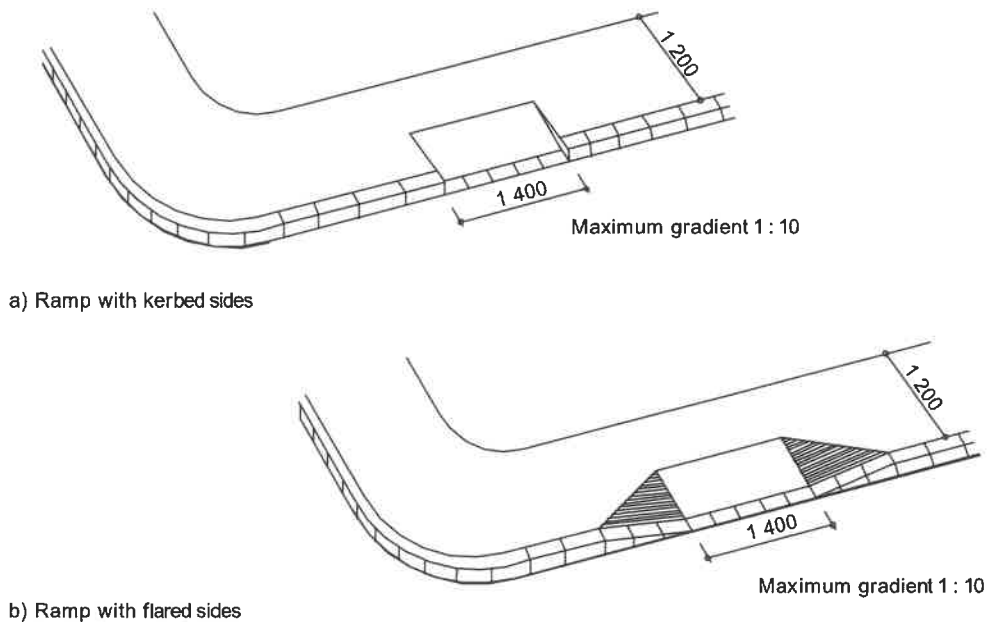 1 200
1 400
Maximum gradient 1 : 10
a) Ramp with kerbed sides
1 200
1 400
Maximum gradient 1 : 10
b) Ramp with flared sides